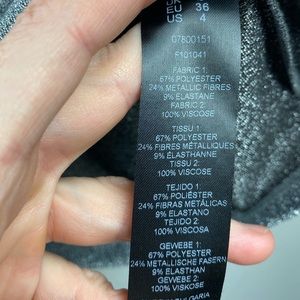 UK
EU 36
US 4
07800151
F101041
FABRIC 1:
67% POLYESTER
24% METALLIC FIBRES
9% ELASTANE
FABRIC 2:
100% VISCOSE
TISSU 1:
67% POLYESTER
24% FIBRES MÉTALLIQUES
9% ÉLASTHANNE
TISSU 2:
100% VISCOSE
TEJIDO 1:
67% POLIÉSTER
24% FIBRAS METÁLICAS
9% ELASTANO
TEJIDO 2:
100% VISCOSA
GEWEBE 1:
67% POLYESTER
24% METALLISCHE FASERN
9% ELASTHAN
GEWEBE 2:
100% VISKOSE